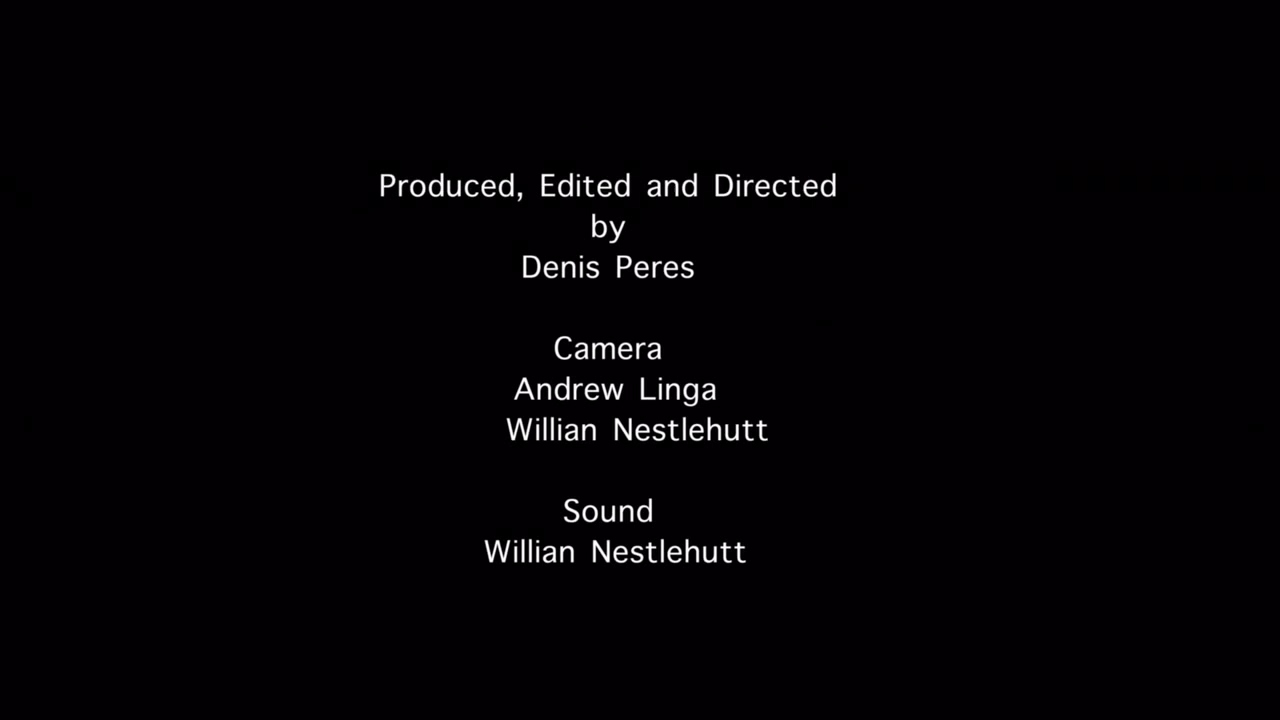 Produced, Edited and Directed
by
Denis Peres
Camera
Andrew Linga
Willian Nestlehutt
Sound
Willian Nestlehutt